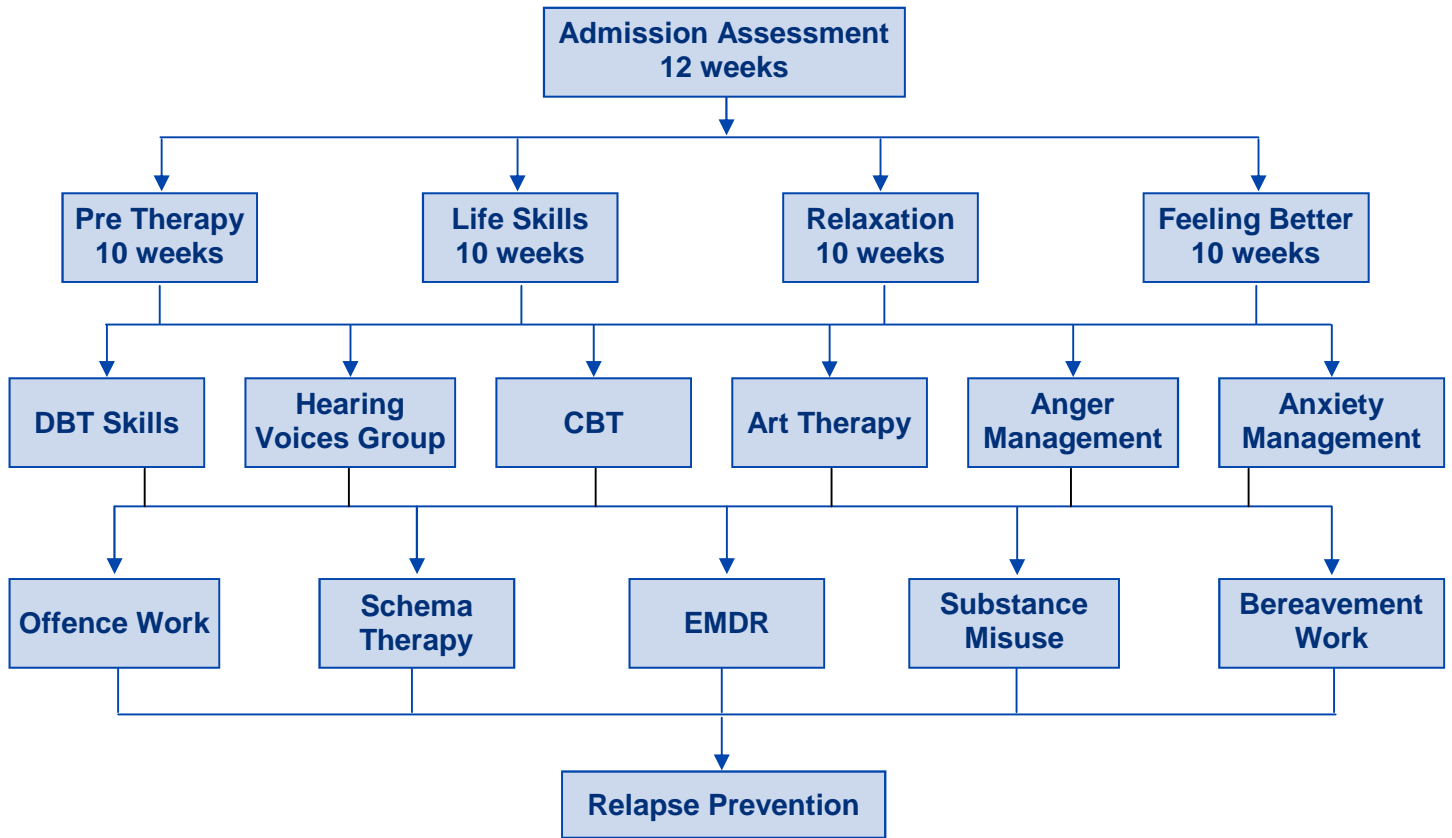 Admission Assessment
12 weeks
Pre Therapy
10 weeks
Life Skills
10 weeks
Relaxation
10 weeks
Feeling Better
10 weeks
DBT Skills
Hearing
Voices Group
CBT
Art Therapy
Anger
Management
Anxiety
Management
Offence Work
Schema
Therapy
EMDR
Substance
Misuse
Bereavement
Work
Relapse Prevention